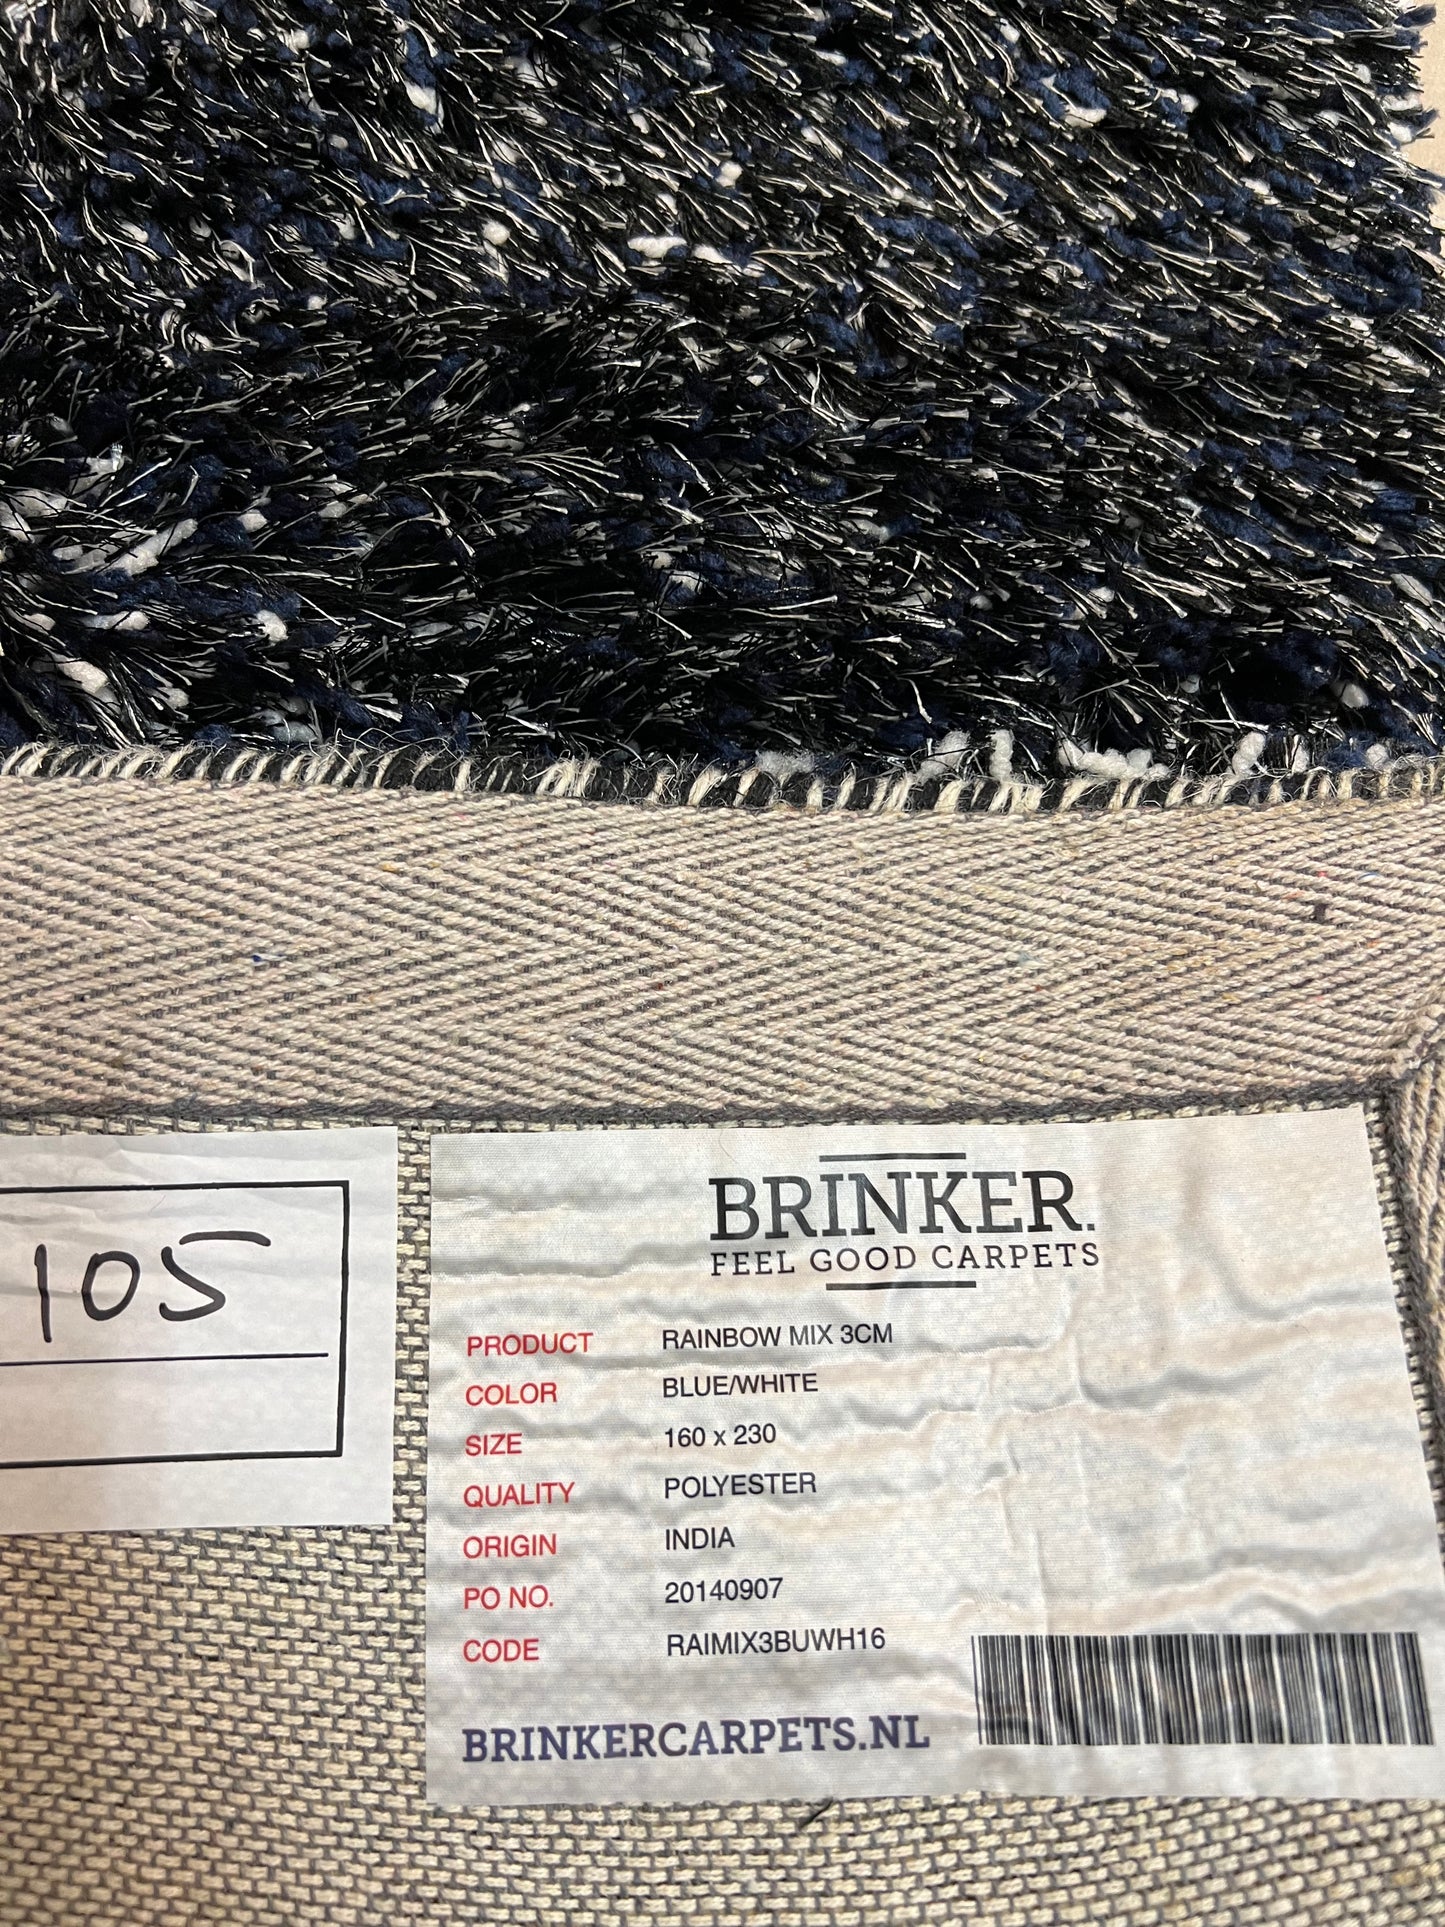 105
BRINKER.
FEEL GOOD CARPETS
PRODUCT RAINBOW MIX 3CM
COLOR BLUE/WHITE
SIZE 160 x 230
QUALITY POLYESTER
ORIGIN INDIA
PO NO. 20140907
CODE RAIMIX3BUWH16
BRINKERCARPETS.NL